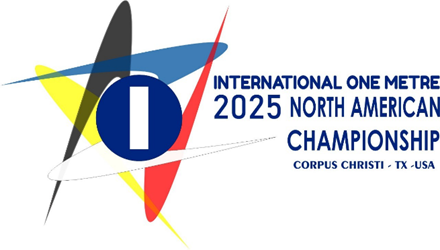 I
INTERNATIONAL ONE METRE
2025 NORTH AMERICAN
CHAMPIONSHIP
CORPUS CHRISTI - TX -USA